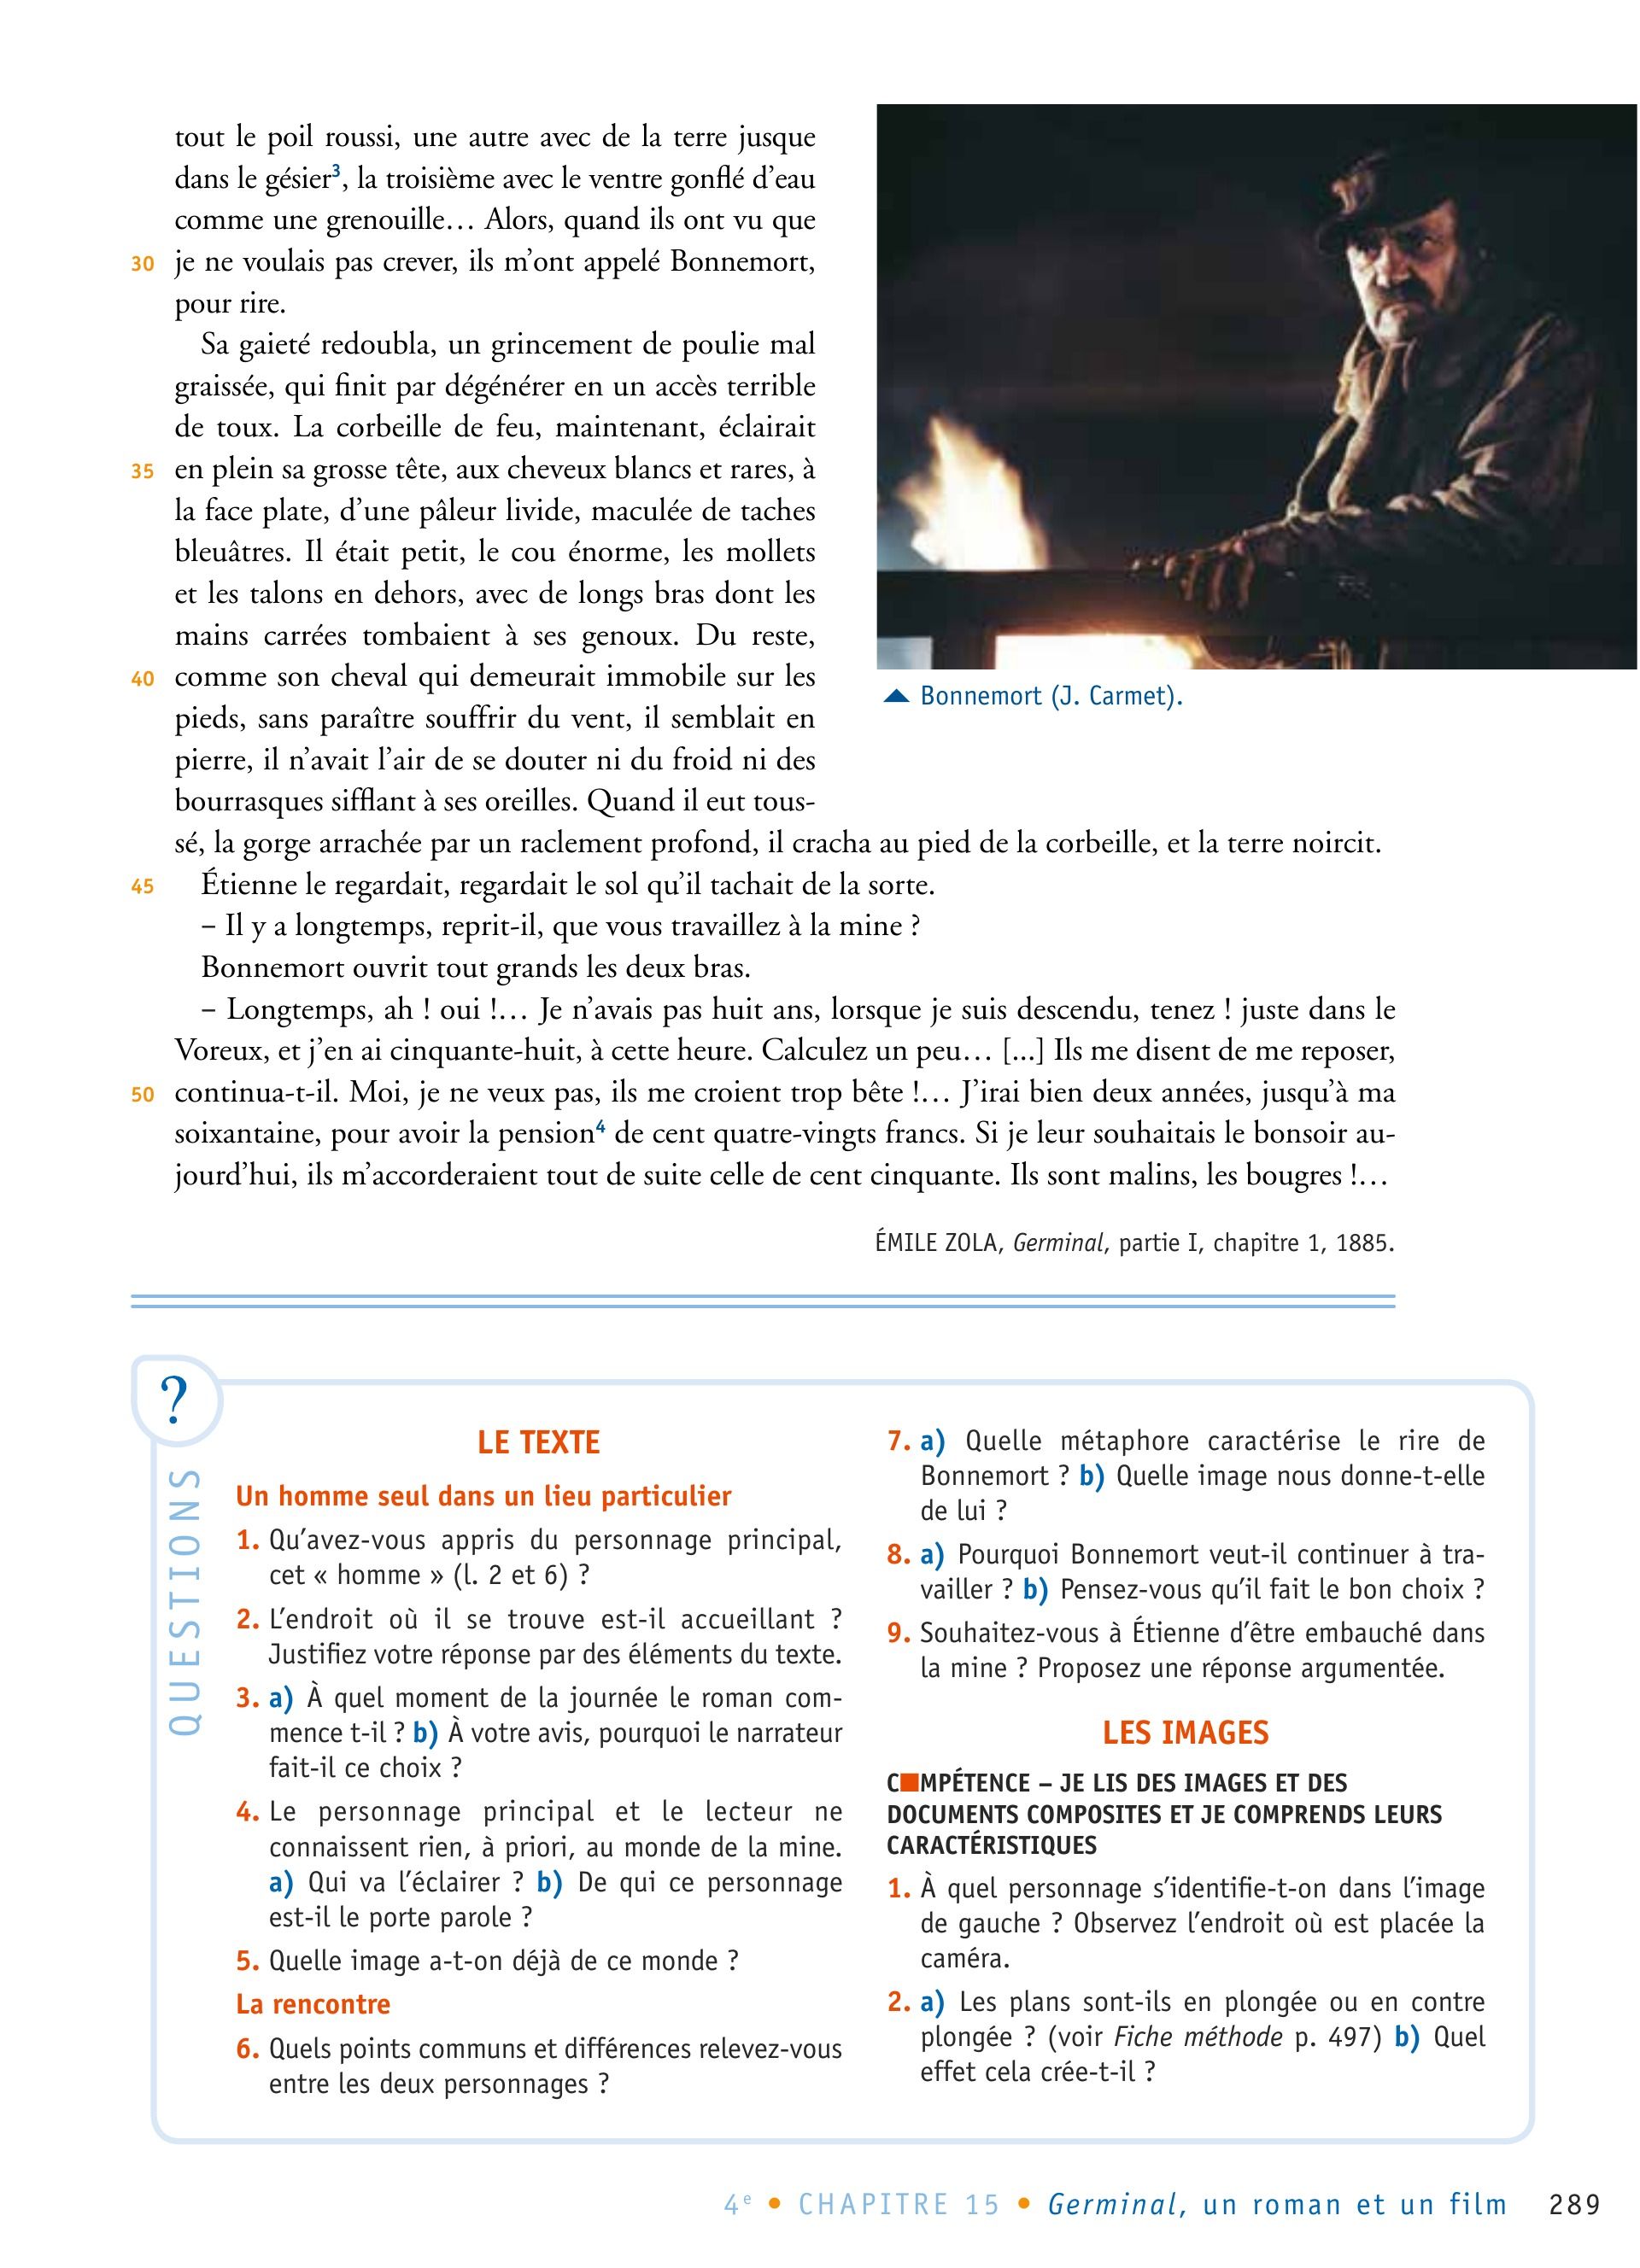 tout le poil roussi, une autre avec de la terre jusque
dans le gésier3, la troisième avec le ventre gonflé d’eau
comme une grenouille… Alors, quand ils ont vu que
30 je ne voulais pas crever, ils m’ont appelé Bonnemort,
pour rire.
Sa gaieté redoubla, un grincement de poulie mal
graissée, qui finit par dégénérer en un accès terrible
de toux. La corbeille de feu, maintenant, éclairait
35 en plein sa grosse tête, aux cheveux blancs et rares, à
la face plate, d’une pâleur livide, maculée de taches
bleuâtres. Il était petit, le cou énorme, les mollets
et les talons en dehors, avec de longs bras dont les
mains carrées tombaient à ses genoux. Du reste,
40 comme son cheval qui demeurait immobile sur les
pieds, sans paraître souffrir du vent, il semblait en
pierre, il n’avait l’air de se douter ni du froid ni des
bourrasques sifflant à ses oreilles. Quand il eut tous-
sé, la gorge arrachée par un raclement profond, il cracha au pied de la corbeille, et la terre noircit.
45 Étienne le regardait, regardait le sol qu’il tachait de la sorte.
– Il y a longtemps, reprit-il, que vous travaillez à la mine ?
Bonnemort ouvrit tout grands les deux bras.
– Longtemps, ah ! oui !… Je n’avais pas huit ans, lorsque je suis descendu, tenez ! juste dans le
Voreux, et j’en ai cinquante-huit, à cette heure. Calculez un peu… [...] Ils me disent de me reposer,
50 continua-t-il. Moi, je ne veux pas, ils me croient trop bête !… J’irai bien deux années, jusqu’à ma
soixantaine, pour avoir la pension4 de cent quatre-vingts francs. Si je leur souhaitais le bonsoir au-
jourd’hui, ils m’accorderaient tout de suite celle de cent cinquante. Ils sont malins, les bougres !…
ÉMILE ZOLA, Germinal, partie I, chapitre 1, 1885.
▲ Bonnemort (J. Carmet).
?
QUESTIONS
LE TEXTE
Un homme seul dans un lieu particulier
1. Qu’avez-vous appris du personnage principal,
cet « homme » (l. 2 et 6) ?
2. L’endroit où il se trouve est-il accueillant ?
Justifiez votre réponse par des éléments du texte.
3. a) À quel moment de la journée le roman com-
mence t-il ? b) À votre avis, pourquoi le narrateur
fait-il ce choix ?
4. Le personnage principal et le lecteur ne
connaissent rien, à priori, au monde de la mine.
a) Qui va l’éclairer ? b) De qui ce personnage
est-il le porte parole ?
5. Quelle image a-t-on déjà de ce monde ?
La rencontre
6. Quels points communs et différences relevez-vous
entre les deux personnages ?
7. a) Quelle métaphore caractérise le rire de
Bonnemort ? b) Quelle image nous donne-t-elle
de lui ?
8. a) Pourquoi Bonnemort veut-il continuer à tra-
vailler ? b) Pensez-vous qu’il fait le bon choix ?
9. Souhaitez-vous à Étienne d’être embauché dans
la mine ? Proposez une réponse argumentée.
LES IMAGES
C■MPÉTENCE – JE LIS DES IMAGES ET DES
DOCUMENTS COMPOSITES ET JE COMPRENDS LEURS
CARACTÉRISTIQUES
1. À quel personnage s’identifie-t-on dans l’image
de gauche ? Observez l’endroit où est placée la
caméra.
2. a) Les plans sont-ils en plongée ou en contre
plongée ? (voir Fiche méthode p. 497) b) Quel
effet cela crée-t-il ?
4e • CHAPITRE 15 • Germinal, un roman et un film 289